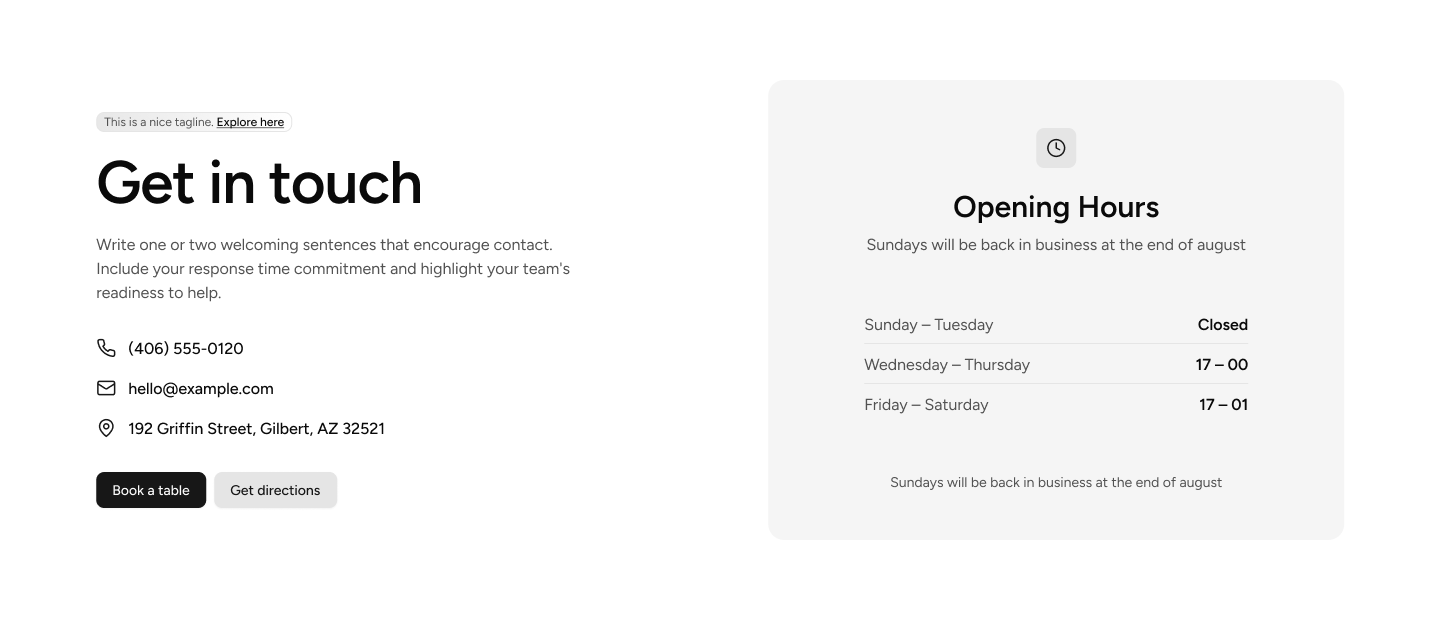 This is a nice tagline. Explore here
Get in touch
Write one or two welcoming sentences that encourage contact.
Include your response time commitment and highlight your team's
readiness to help.
(406) 555-0120
hello@example.com
192 Griffin Street, Gilbert, AZ 32521
Book a table Get directions
Opening Hours
Sundays will be back in business at the end of august
Sunday – Tuesday Closed
Wednesday – Thursday 17 – 00
Friday – Saturday 17 – 01
Sundays will be back in business at the end of august